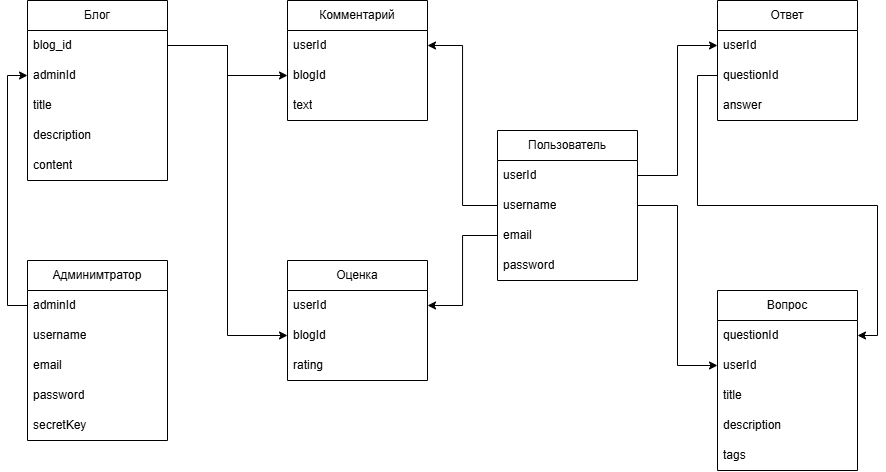 Блог
blog_id
adminId
title
description
content
Комментарий
userId
blogId
text
Ответ
userId
questionId
answer
Пользователь
userId
username
email
password
Админимтратор
adminId
username
email
password
secretKey
Оценка
userId
blogId
rating
Вопрос
questionId
userId
title
description
tags